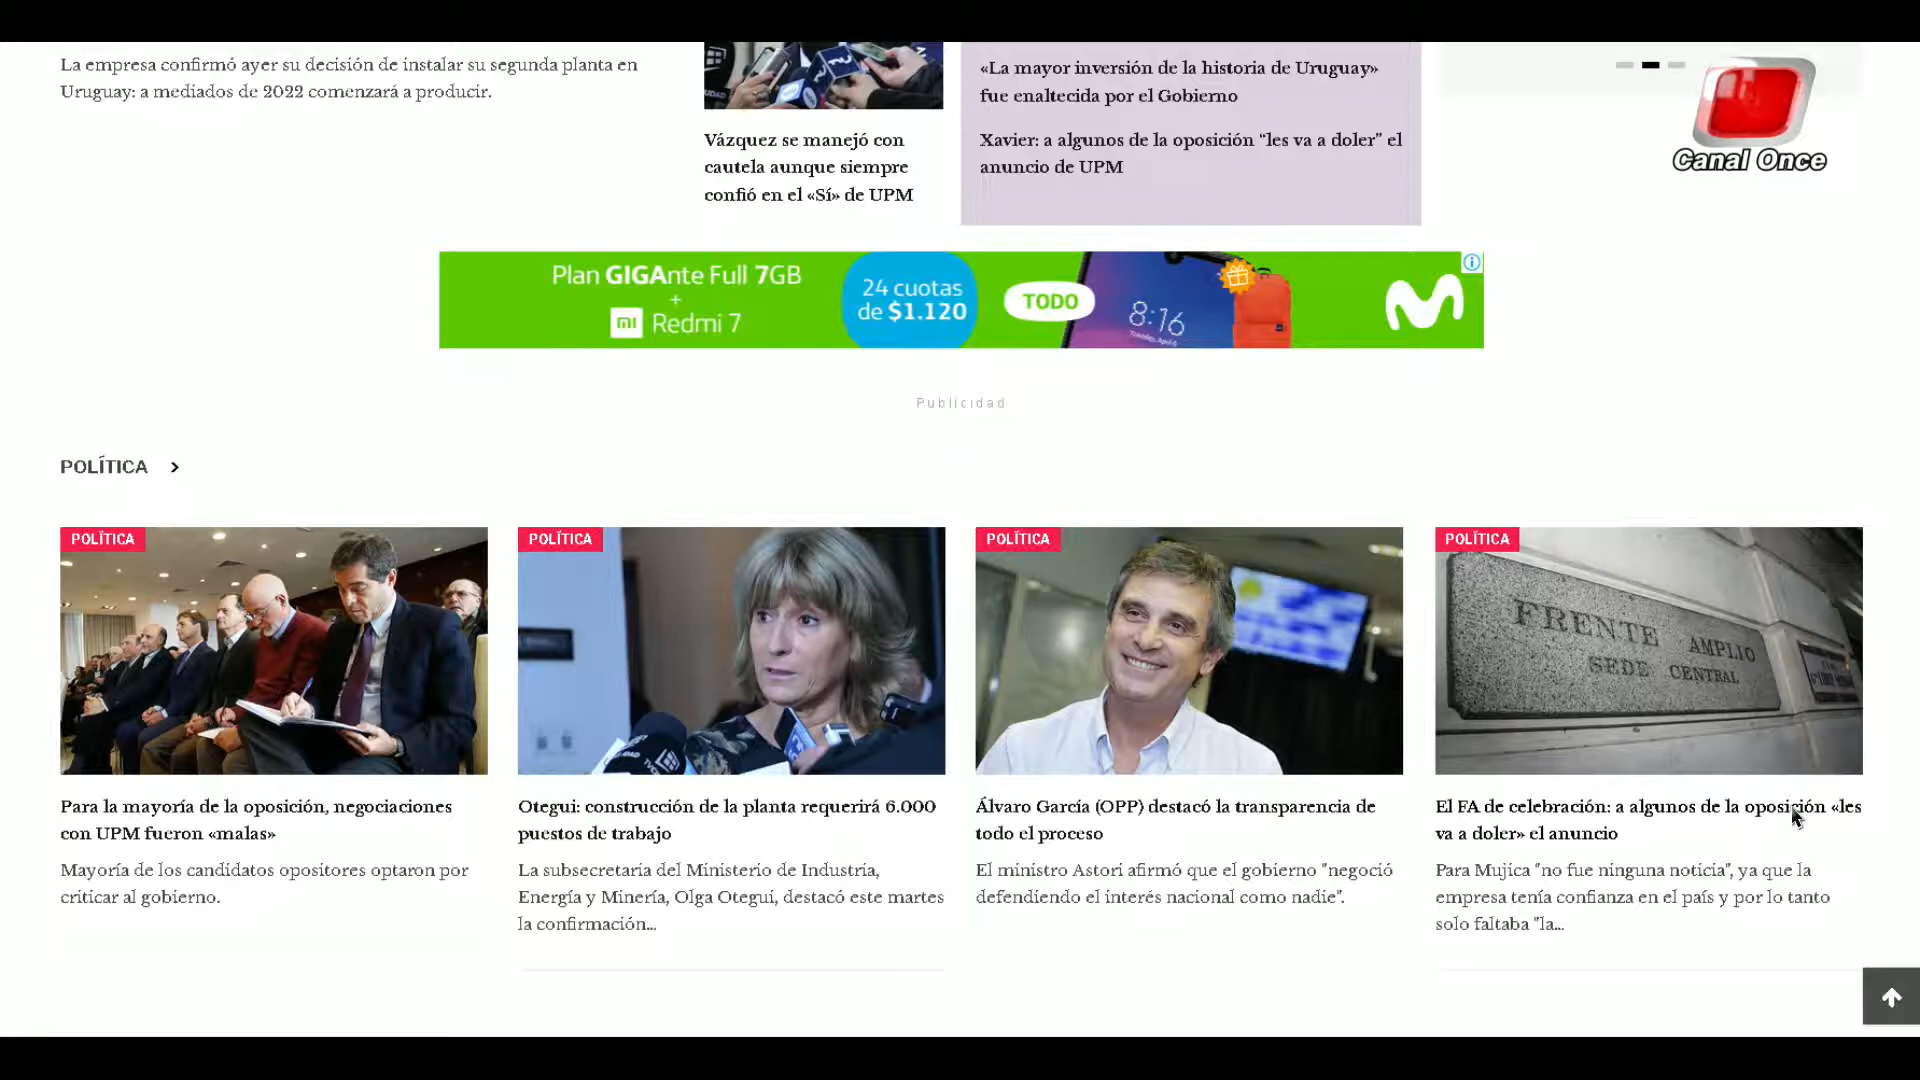 La empresa confirmó ayer su decisión de instalar su segunda planta en
Uruguay: a mediados de 2022 comenzará a producir.
Vázquez se manejó con
cautela aunque siempre
confió en el «Sí» de UPM
«La mayor inversión de la historia de Uruguay»
fue enaltecida por el Gobierno
Xavier: a algunos de la oposición “les va a doler” el
anuncio de UPM
Canal Once
Plan GIGAnte Full 7GB
+
mi Redmi 7
24 cuotas
de $1.120
TODO
8:16
Publicidad
POLÍTICA
POLÍTICA
Para la mayoría de la oposición, negociaciones
con UPM fueron «malas»
Mayoría de los candidatos opositores optaron por
criticar al gobierno.
POLÍTICA
Otegui: construcción de la planta requerirá 6.000
puestos de trabajo
La subsecretaría del Ministerio de Industria,
Energía y Minería, Olga Otegui, destacó este martes
la confirmación...
POLÍTICA
Álvaro García (OPP) destacó la transparencia de
todo el proceso
El ministro Astori afirmó que el gobierno "negoció
defendiendo el interés nacional como nadie".
POLÍTICA
FRENTE AMPLIO
SEDE CENTRAL
El FA de celebración: a algunos de la oposición «les
va a doler» el anuncio
Para Mujica "no fue ninguna noticia", ya que la
empresa tenía confianza en el país y por lo tanto
solo faltaba "la...